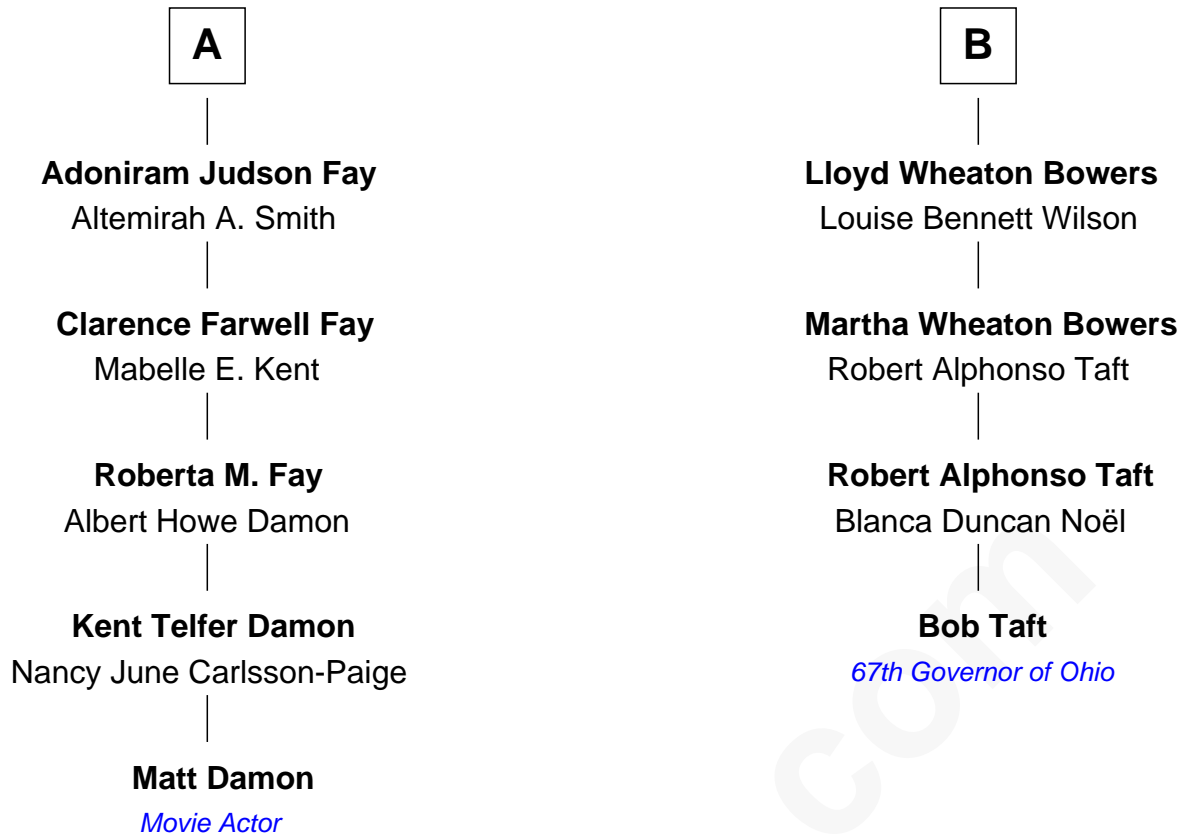 A
Adoniram Judson Fay
Altemirah A. Smith
Clarence Farwell Fay
Mabelle E. Kent
Roberta M. Fay
Albert Howe Damon
Kent Telfer Damon
Nancy June Carlsson-Paige
Matt Damon
Movie Actor
B
Lloyd Wheaton Bowers
Louise Bennett Wilson
Martha Wheaton Bowers
Robert Alphonso Taft
Robert Alphonso Taft
Blanca Duncan Noël
Bob Taft
67th Governor of Ohio
com